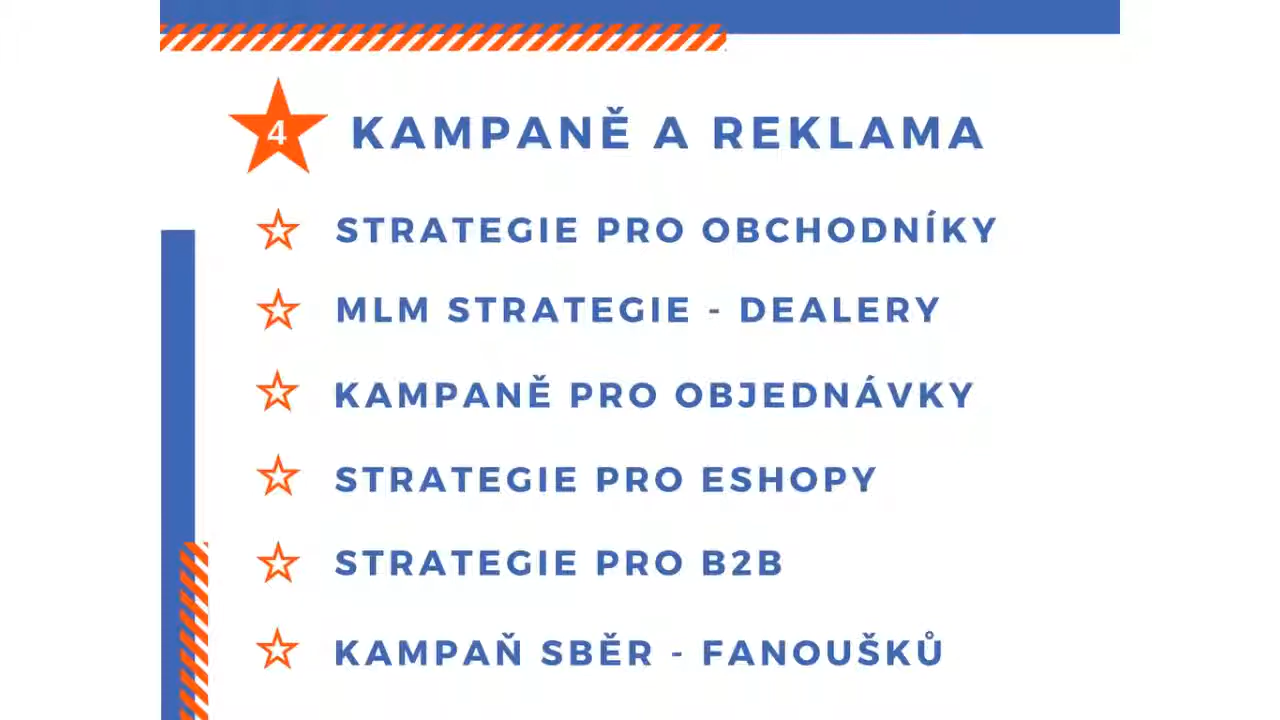 4 KAMPANĚ A REKLAMA
STRATEGIE PRO OBCHODNÍKY
MLM STRATEGIE - DEALERY
KAMPANĚ PRO OBJEDNÁVKY
STRATEGIE PRO ESHOPY
STRATEGIE PRO B2B
KAMPAŇ SBĚR - FANOUŠKŮ